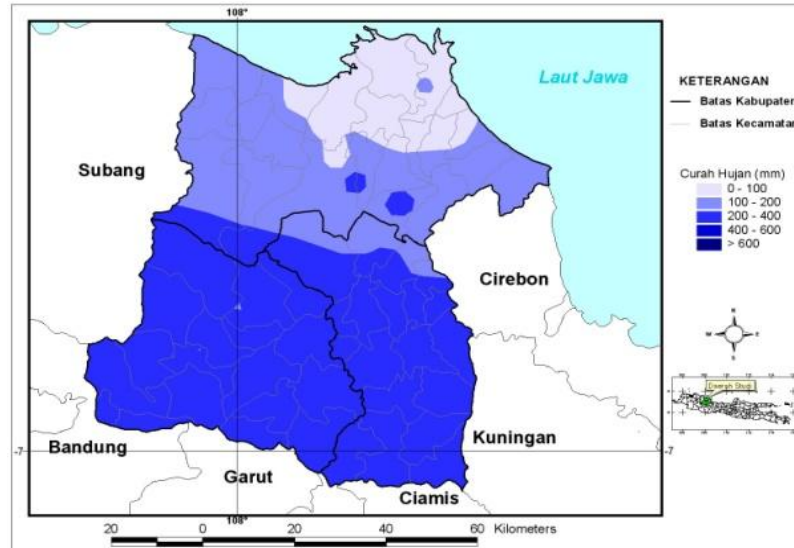 108°
Laut Jawa
Subang
Cirebon
Kuningan
Bandung
Garut
Ciamis
-7
-7
108°
20 0 20 40 60 Kilometers
KETERANGAN
Batas Kabupaten
Batas Kecamatan
Curah Hujan (mm)
0 - 100
100 - 200
200 - 400
400 - 600
> 600
N
W E
S
Daerah Studi